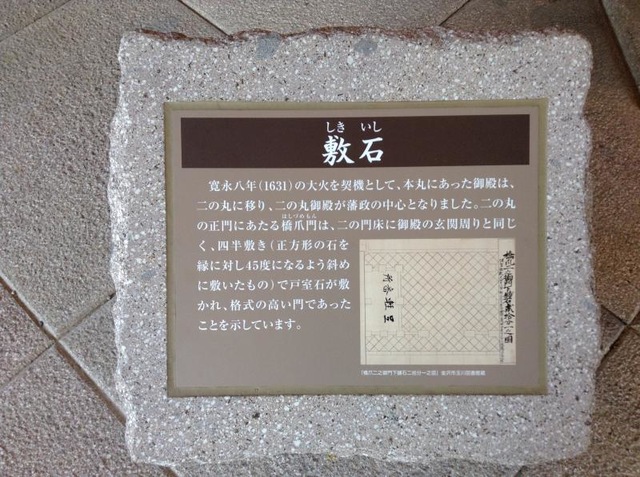 しき いし
敷石
寛永八年(1631)の大火を契機として、本丸にあった御殿は、
二の丸に移り、二の丸御殿が藩政の中心となりました。二の丸
はしづめもん
の正門にあたる橋爪門は、二の門床に御殿の玄関周りと同じ
く、四半敷き(正方形の石を
縁に対し45度になるよう斜め
に敷いたもの)で戸室石が敷
かれ、格式の高い門であった
ことを示しています。